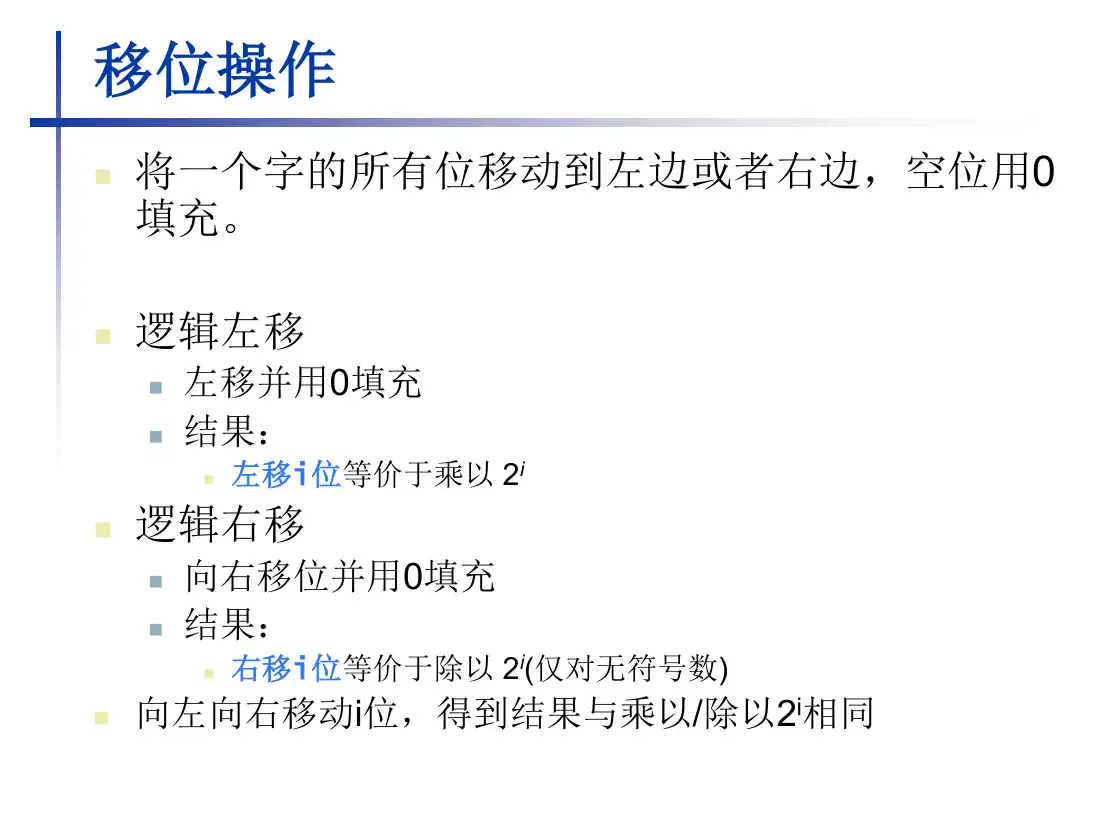 移位操作
将一个字的所有位移动到左边或者右边，空位用0
填充。
逻辑左移
左移并用0填充
结果：
左移i位等价于乘以 2ⁱ
逻辑右移
向右移位并用0填充
结果：
右移i位等价于除以 2ⁱ(仅对无符号数)
向左向右移动i位，得到结果与乘以/除以2ⁱ相同